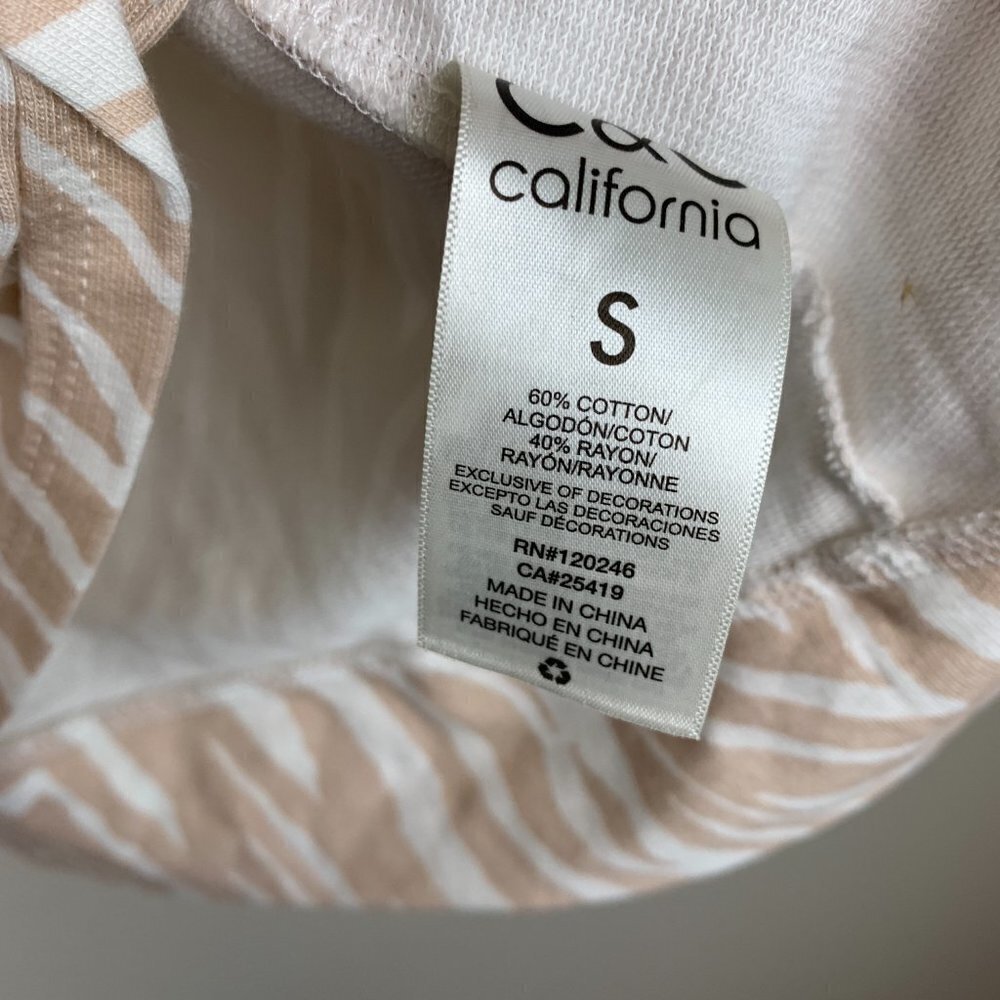 C&C
california
S
60% COTTON/
ALGODÓN/COTON
40% RAYON/
RAYÓN/RAYONNE
EXCLUSIVE OF DECORATIONS
EXCEPTO LAS DECORACIONES
SAUF DÉCORATIONS
RN#120246
CA#25419
MADE IN CHINA
HECHO EN CHINA
FABRIQUÉ EN CHINE